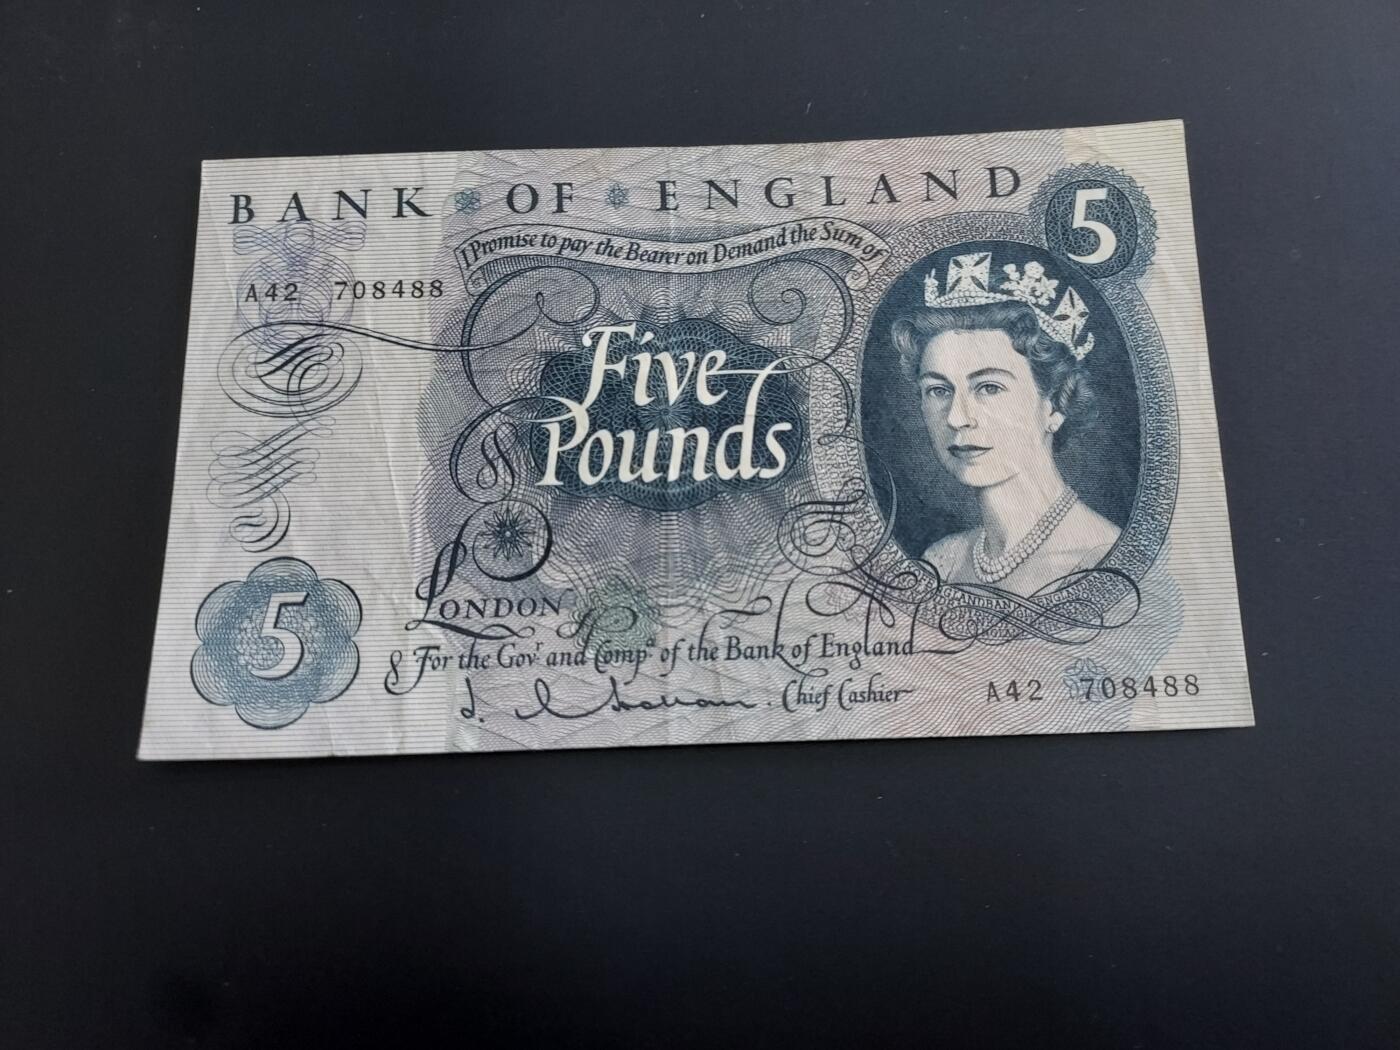 BANK OF ENGLAND
5
I Promise to pay the Bearer on Demand the Sum of
A42 708488
Five
Pounds
LONDON
For the Govr. and Compa. of the Bank of England
Chief Cashier
A42 708488
5